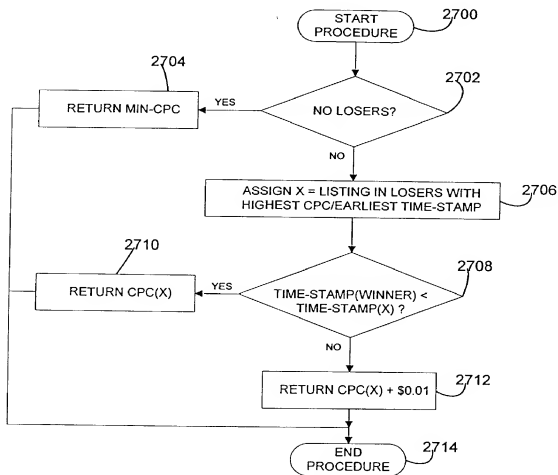 START
PROCEDURE
2700
2704
2702
RETURN MIN-CPC
YES
NO LOSERS?
NO
ASSIGN X = LISTING IN LOSERS WITH
HIGHEST CPC/EARLIEST TIME-STAMP
2706
2710
2708
RETURN CPC(X)
YES
TIME-STAMP(WINNER) <
TIME-STAMP(X) ?
NO
RETURN CPC(X) + $0.01
2712
END
PROCEDURE
2714